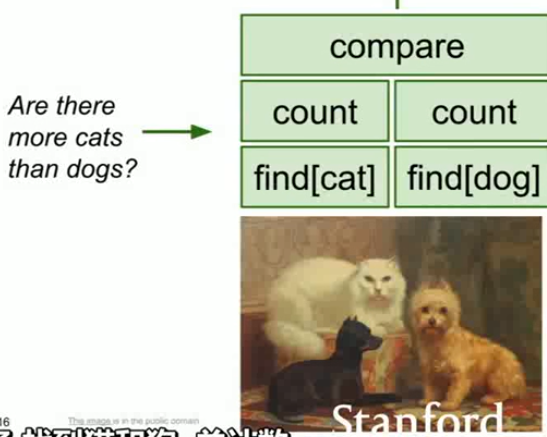 compare
Are there
more cats
than dogs?
count
count
find[cat]
find[dog]
This image is in the public domain
16
Stanford